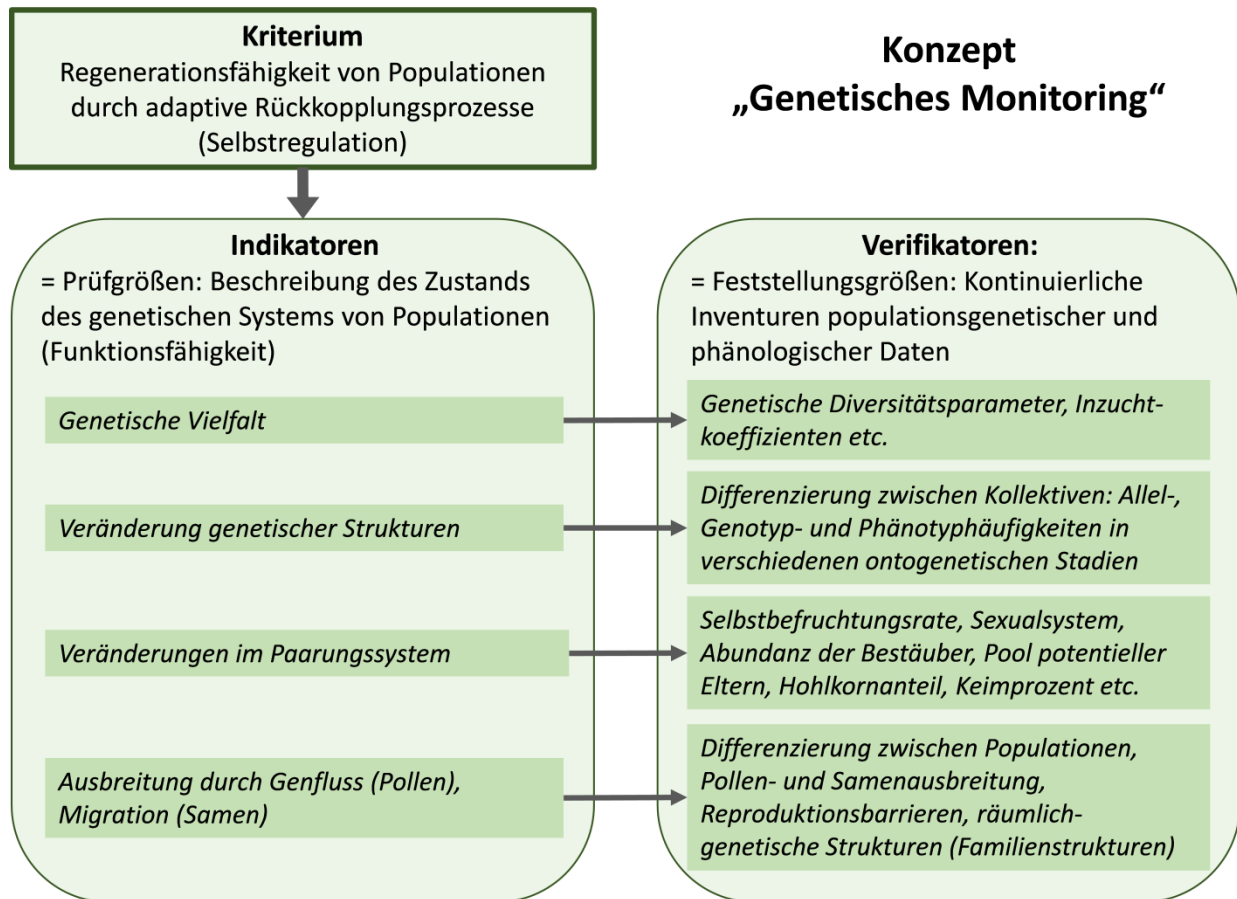 Kriterium
Regenerationsfähigkeit von Populationen
durch adaptive Rückkopplungsprozesse
(Selbstregulation)
Konzept
„Genetisches Monitoring“
Indikatoren
= Prüfgrößen: Beschreibung des Zustands
des genetischen Systems von Populationen
(Funktionsfähigkeit)
Genetische Vielfalt
Veränderung genetischer Strukturen
Veränderungen im Paarungssystem
Ausbreitung durch Genfluss (Pollen),
Migration (Samen)
Verifikatoren:
= Feststellungsgrößen: Kontinuierliche
Inventuren populationsgenetischer und
phänologischer Daten
Genetische Diversitätsparameter, Inzucht-
koeffizienten etc.
Differenzierung zwischen Kollektiven: Allel-,
Genotyp- und Phänotyphäufigkeiten in
verschiedenen ontogenetischen Stadien
Selbstbefruchtungsrate, Sexualsystem,
Abundanz der Bestäuber, Pool potentieller
Eltern, Hohlkornanteil, Keimprozent etc.
Differenzierung zwischen Populationen,
Pollen- und Samenausbreitung,
Reproduktionsbarrieren, räumlich-
genetische Strukturen (Familienstrukturen)